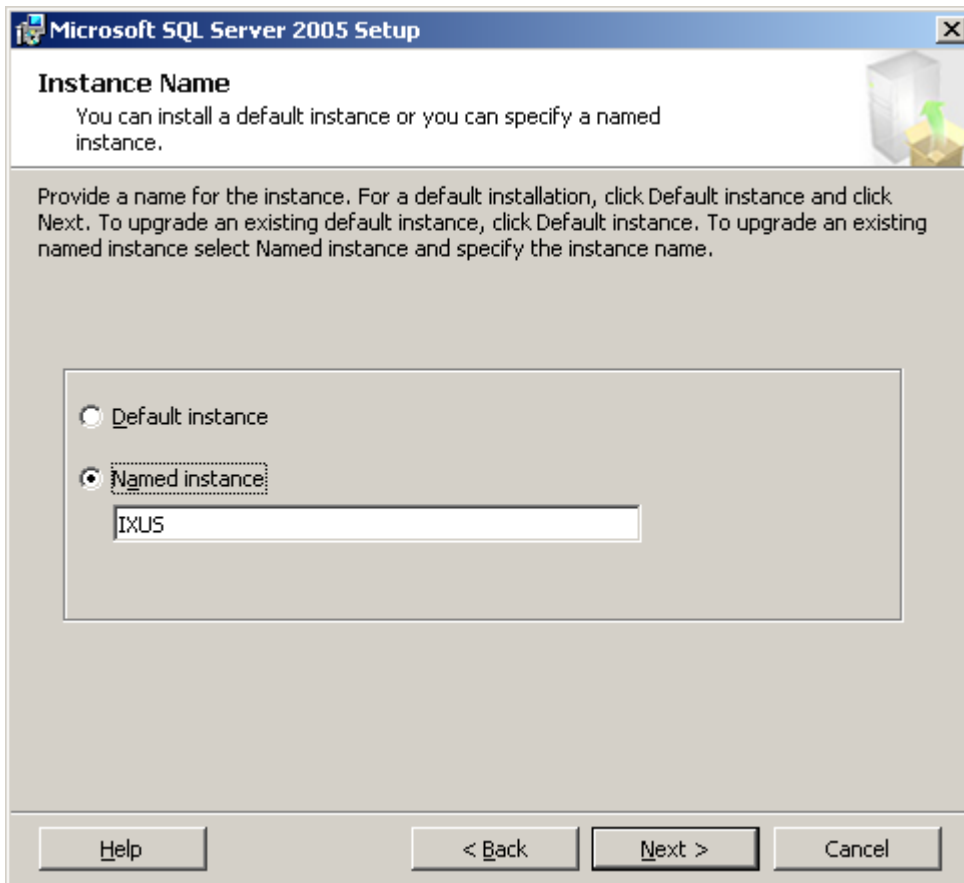 Microsoft SQL Server 2005 Setup
Instance Name
You can install a default instance or you can specify a named
instance.
Provide a name for the instance. For a default installation, click Default instance and click
Next. To upgrade an existing default instance, click Default instance. To upgrade an existing
named instance select Named instance and specify the instance name.
Default instance
Named instance
IXUS
Help
< Back
Next >
Cancel